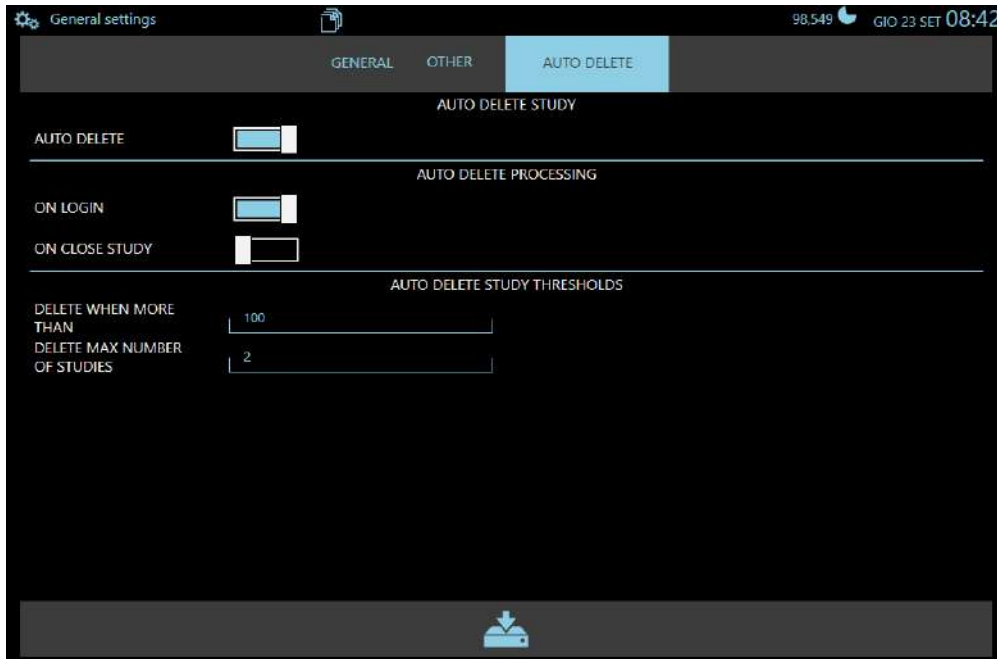 General settings
98,549 GIO 23 SET 08:42
GENERAL OTHER AUTO DELETE
AUTO DELETE STUDY
AUTO DELETE
AUTO DELETE PROCESSING
ON LOGIN
ON CLOSE STUDY
AUTO DELETE STUDY THRESHOLDS
DELETE WHEN MORE
THAN
100
DELETE MAX NUMBER
OF STUDIES
2